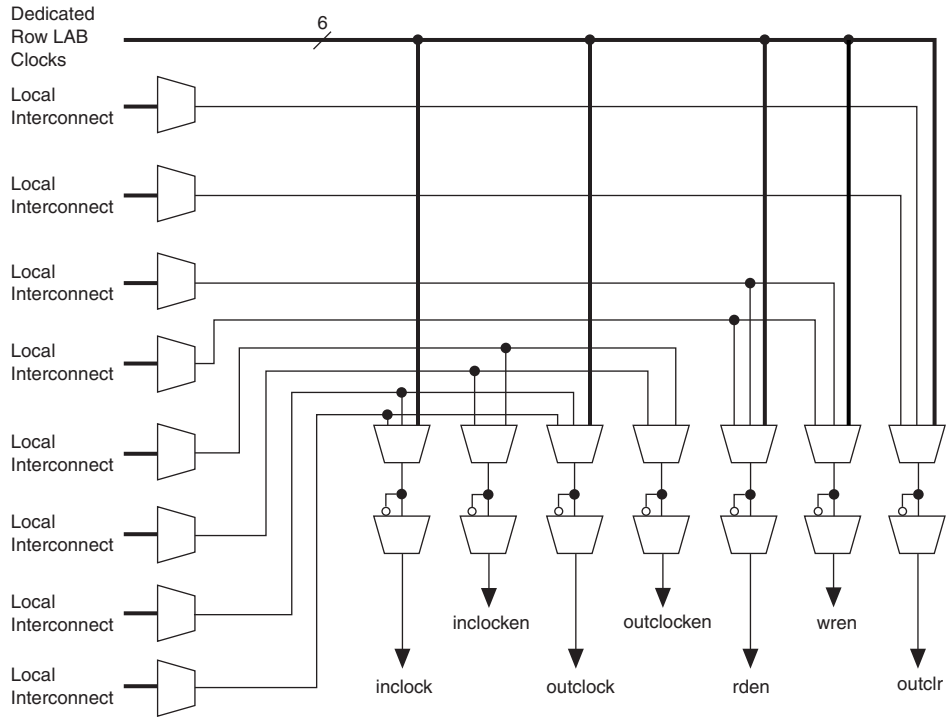 Dedicated
Row LAB
Clocks
6
Local
Interconnect
Local
Interconnect
Local
Interconnect
Local
Interconnect
Local
Interconnect
Local
Interconnect
Local
Interconnect
Local
Interconnect
inclocken
outclocken
wren
inclock
outclock
rden
outclr